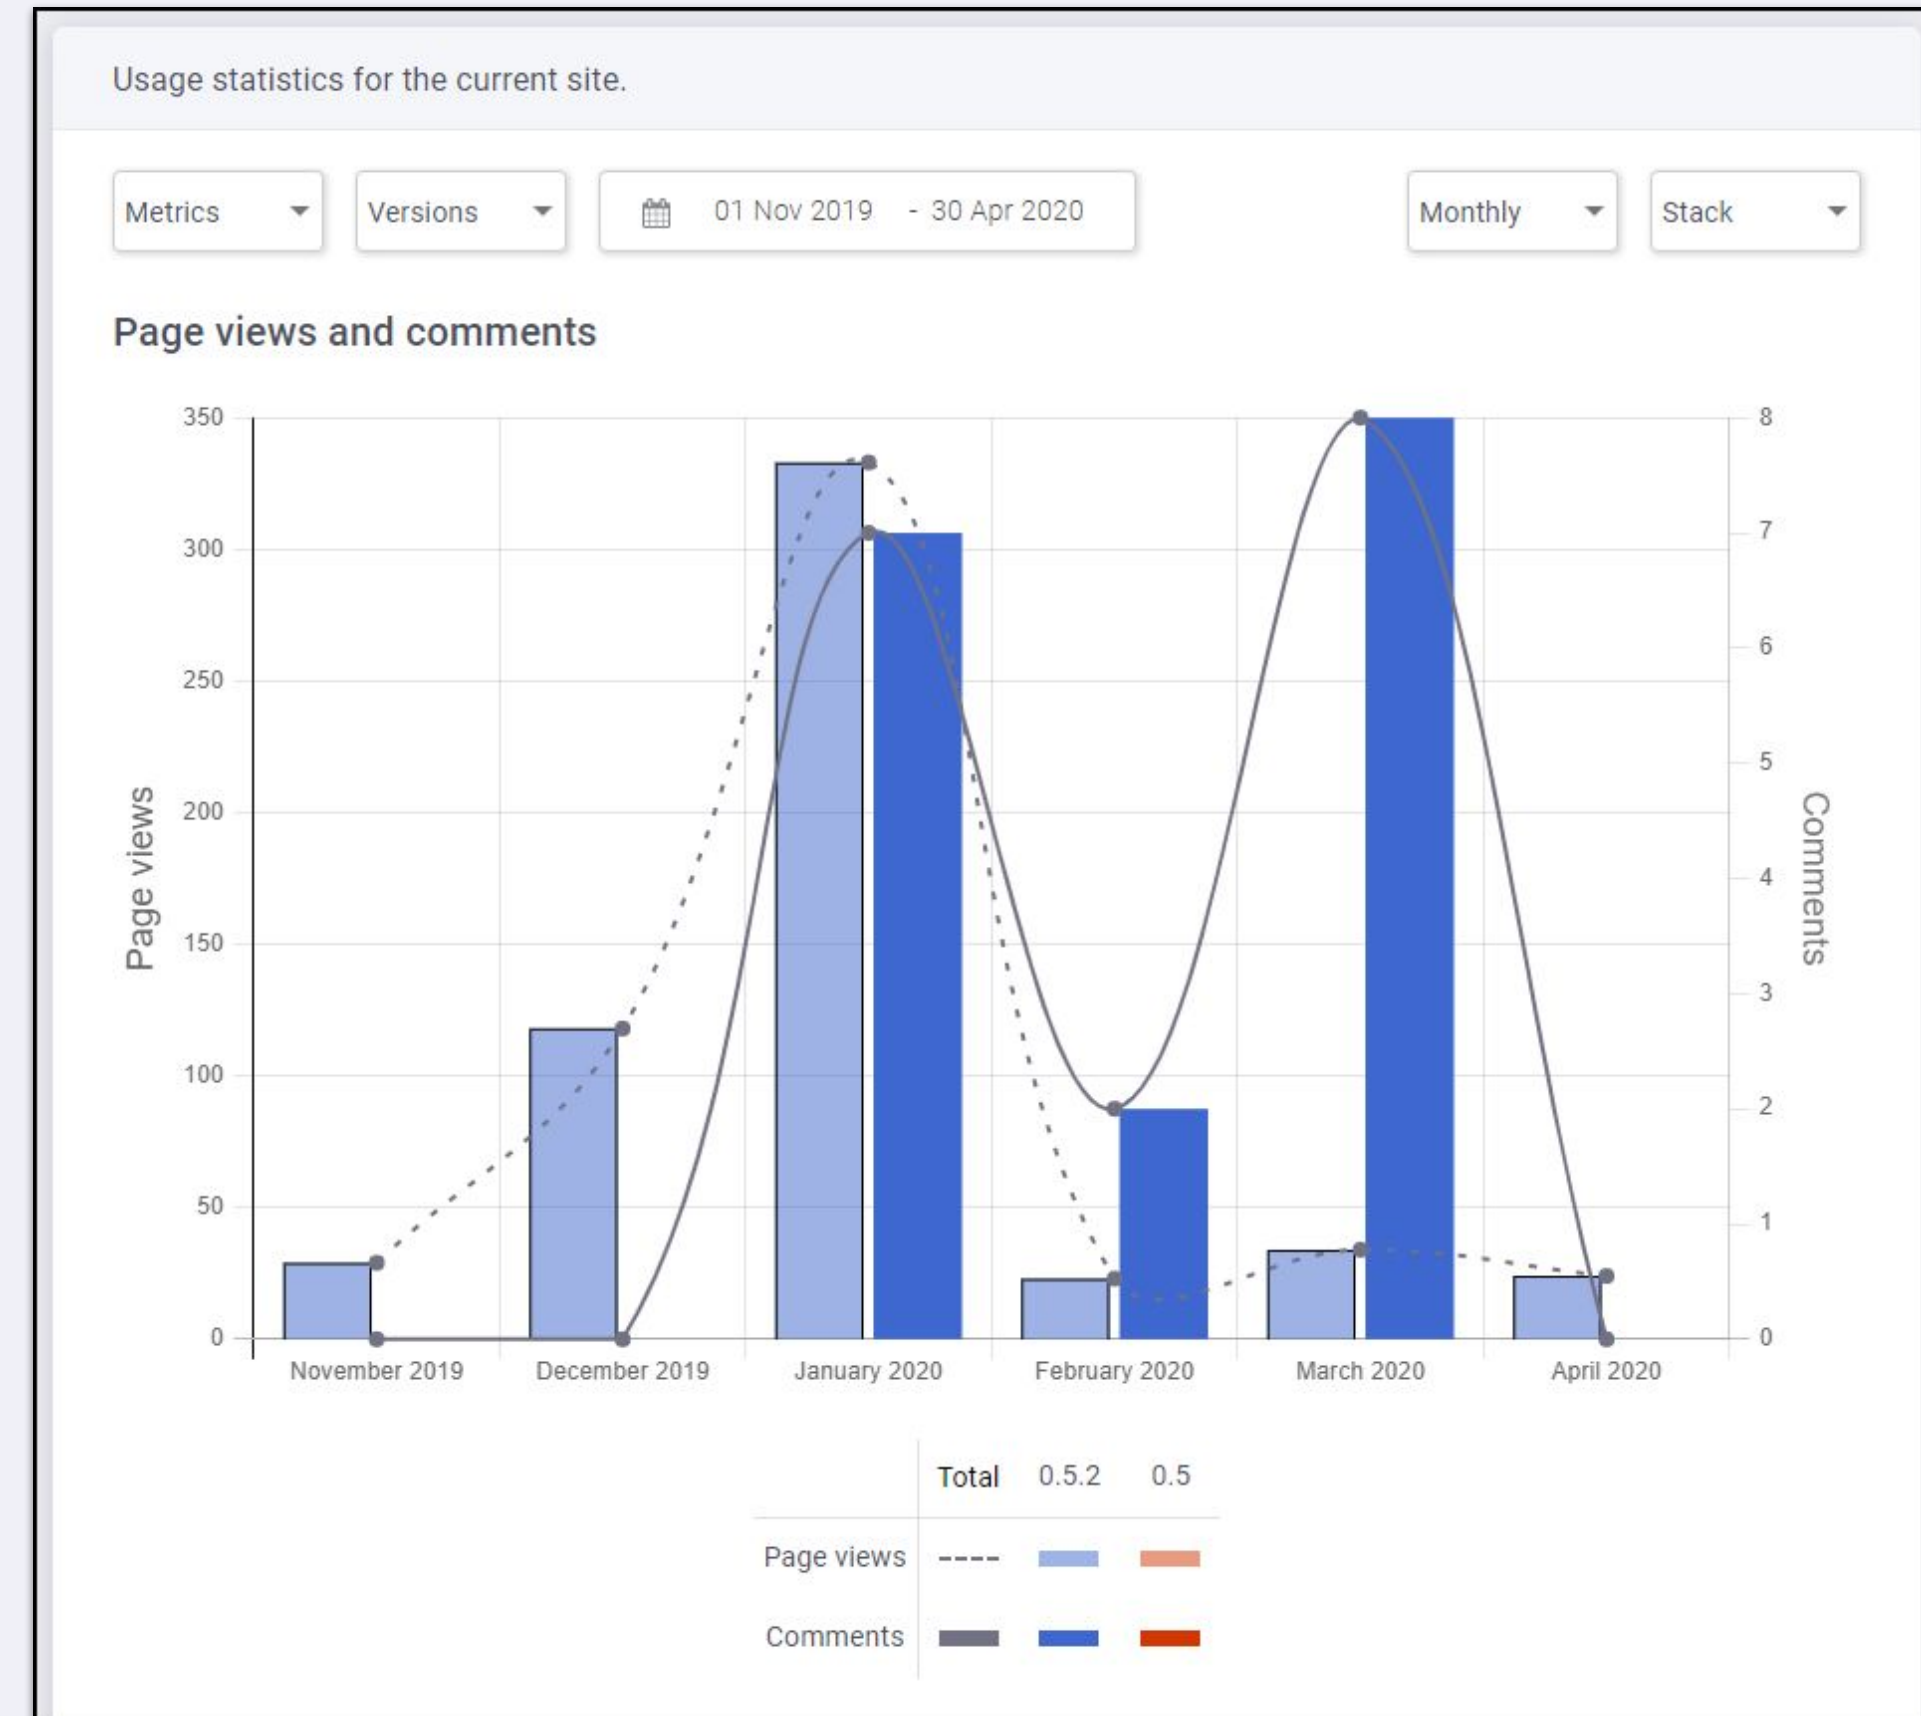 Usage statistics for the current site.
Metrics Versions 01 Nov 2019 - 30 Apr 2020 Monthly Stack
Page views and comments
350 8
300 7
250 6
200 5
150 4
100 3
50 2
0 1
0
Page views
Comments
November 2019 December 2019 January 2020 February 2020 March 2020 April 2020
Total 0.5.2 0.5
Page views
Comments